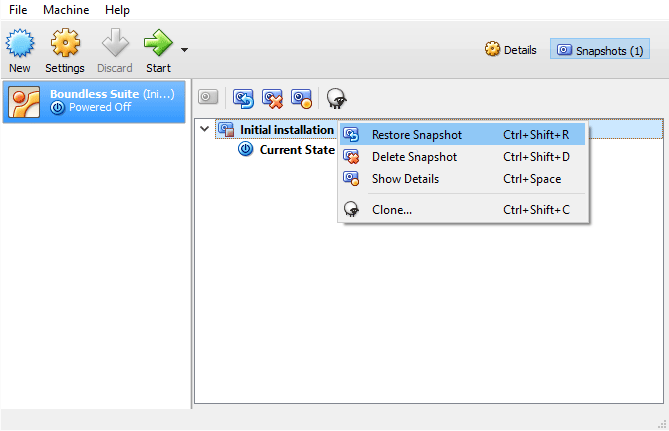 File Machine Help
New Settings Discard Start
Details Snapshots (1)
Boundless Suite (Ini...)
Powered Off
Initial installation
Current State
Restore Snapshot Ctrl+Shift+R
Delete Snapshot Ctrl+Shift+D
Show Details Ctrl+Space
Clone... Ctrl+Shift+C